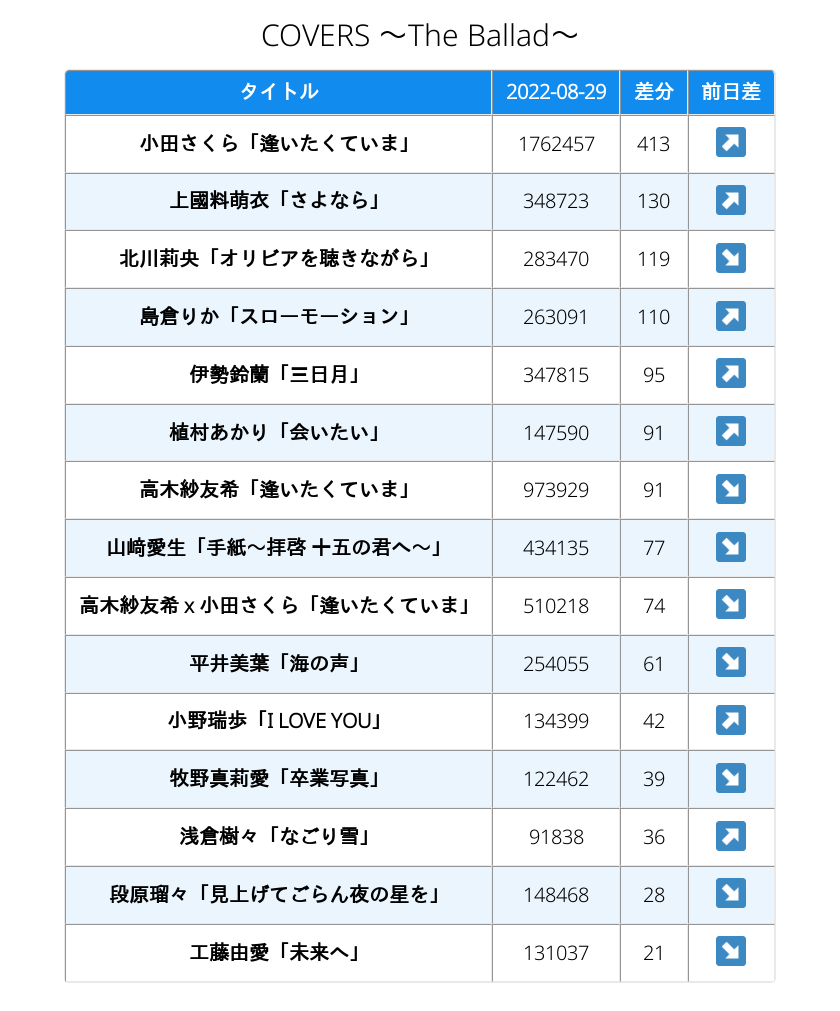 COVERS ～The Ballad～
タイトル 2022-08-29 差分 前日差
小田さくら「逢いたくていま」 1762457 413 ↗
上國料萌衣「さよなら」 348723 130 ↗
北川莉央「オリビアを聴きながら」 283470 119 ↘
島倉りか「スローモーション」 263091 110 ↗
伊勢鈴蘭「三日月」 347815 95 ↗
植村あかり「会いたい」 147590 91 ↗
高木紗友希「逢いたくていま」 973929 91 ↘
山﨑愛生「手紙～拝啓 十五の君へ～」 434135 77 ↘
高木紗友希 x 小田さくら「逢いたくていま」 510218 74 ↘
平井美葉「海の声」 254055 61 ↘
小野瑞歩「I LOVE YOU」 134399 42 ↗
牧野真莉愛「卒業写真」 122462 39 ↘
浅倉樹々「なごり雪」 91838 36 ↗
段原瑠々「見上げてごらん夜の星を」 148468 28 ↘
工藤由愛「未来へ」 131037 21 ↘